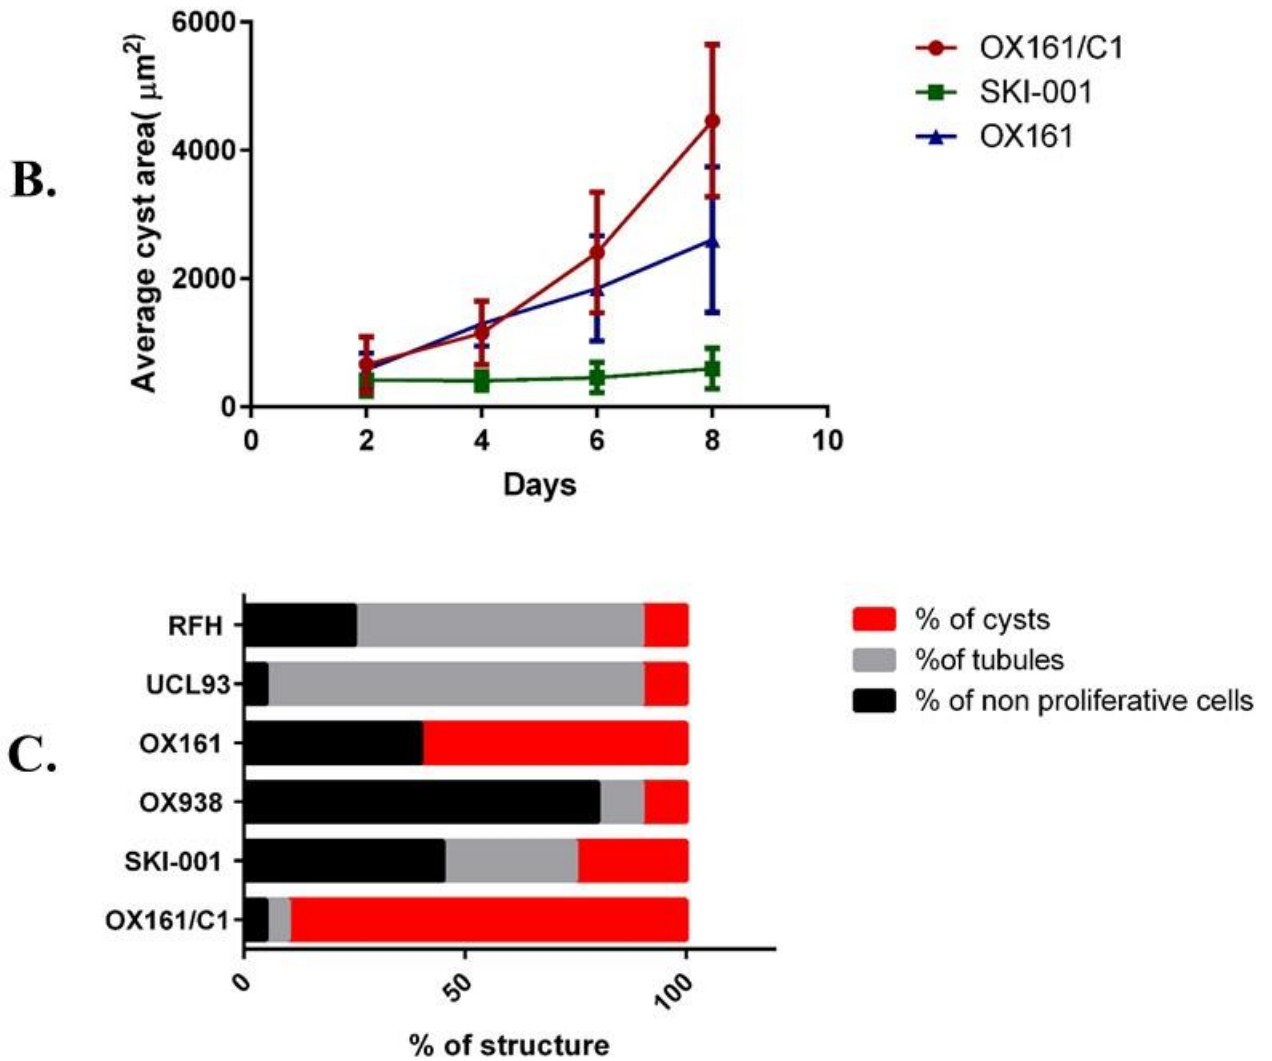 B.
Average cyst area( μm²)
6000
4000
2000
0
0 2 4 6 8 10
Days
OX161/C1
SKI-001
OX161
C.
RFH
UCL93
OX161
OX938
SKI-001
OX161/C1
0 50 100
% of structure
% of cysts
%of tubules
% of non proliferative cells